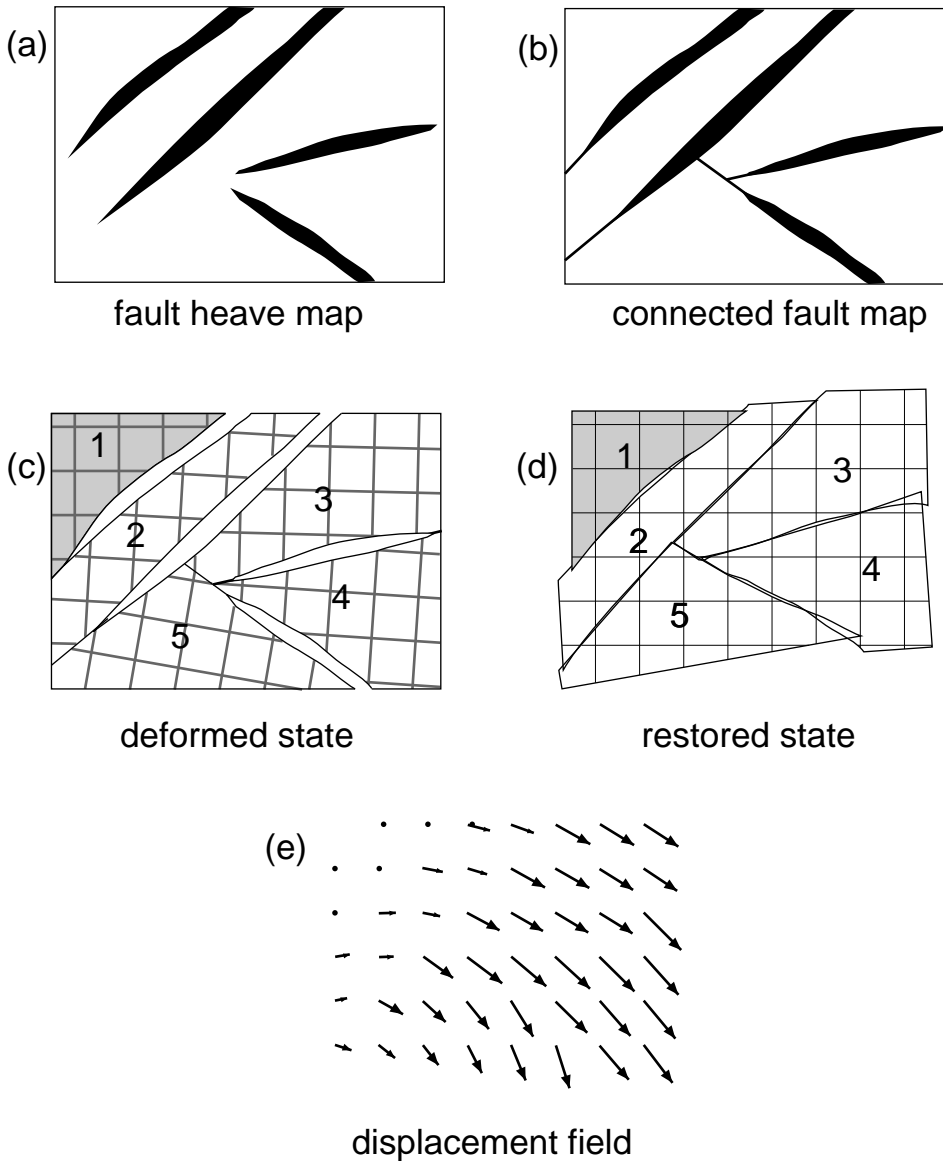 (a)
(b)
fault heave map
connected fault map
(c)
1
2
3
4
5
(d)
1
2
3
4
5
deformed state
restored state
(e)
displacement field